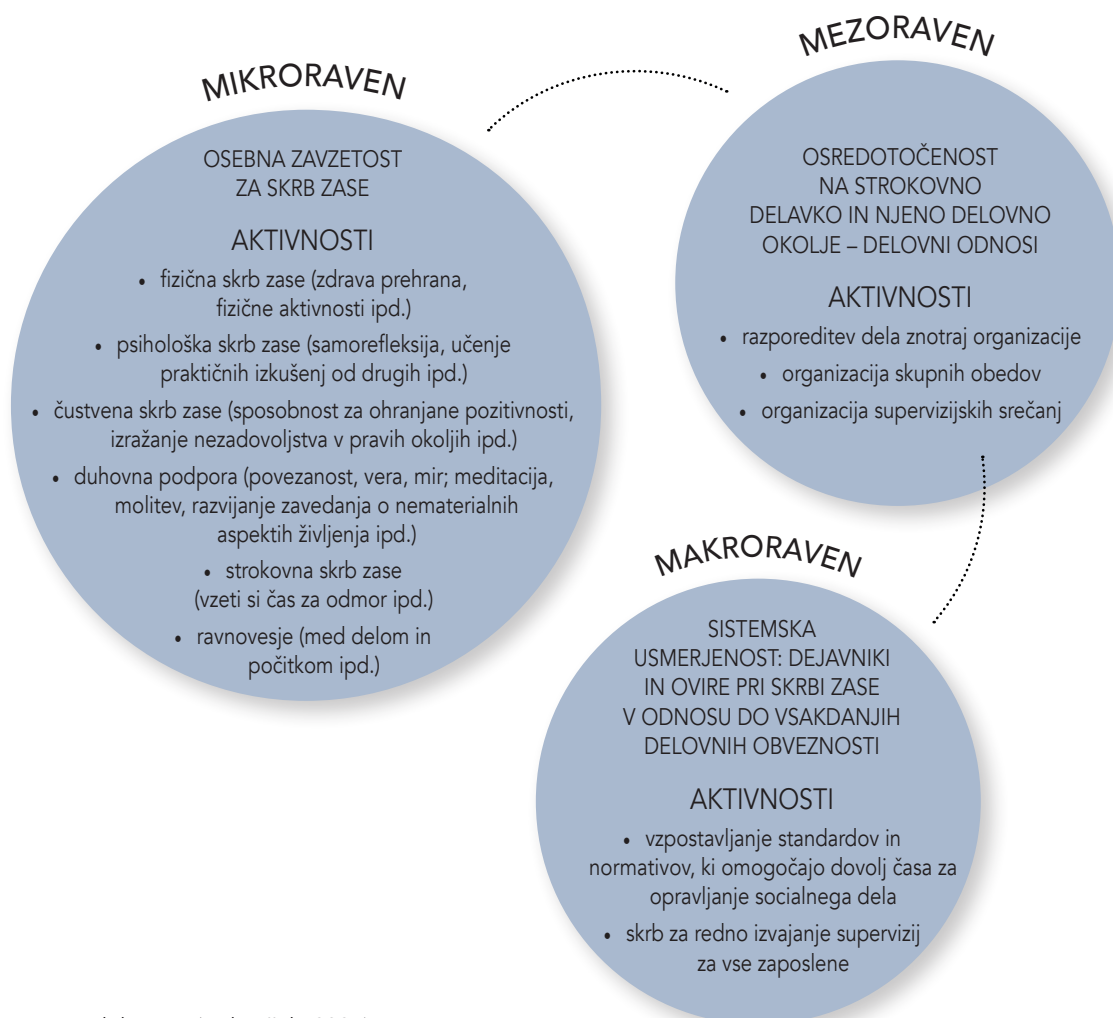 MIKRORAVEN
OSEBNA ZAVZETOST
ZA SKRB ZASE
AKTIVNOSTI
• fizična skrb zase (zdrava prehrana,
fizične aktivnosti ipd.)
• psihološka skrb zase (samorefleksija, učenje
praktičnih izkušenj od drugih ipd.)
• čustvena skrb zase (sposobnost za ohranjane pozitivnosti,
izražanje nezadovoljstva v pravih okoljih ipd.)
• duhovna podpora (povezanost, vera, mir; meditacija,
molitev, razvijanje zavedanja o nematerialnih
aspektih življenja ipd.)
• strokovna skrb zase
(vzeti si čas za odmor ipd.)
• ravnovesje (med delom in
počitkom ipd.)
MEZORAVEN
OSREDOTOČENOST
NA STROKOVNO
DELAVKO IN NJENO DELOVNO
OKOLJE – DELOVNI ODNOSI
AKTIVNOSTI
• razporeditev dela znotraj organizacije
• organizacija skupnih obedov
• organizacija supervizijskih srečanj
MAKRORAVEN
SISTEMSKA
USMERJENOST: DEJAVNIKI
IN OVIRE PRI SKRBI ZASE
V ODNOSU DO VSAKDANJIH
DELOVNIH OBVEZNOSTI
AKTIVNOSTI
• vzpostavljanje standardov in
normativov, ki omogočajo dovolj časa za
opravljanje socialnega dela
• skrb za redno izvajanje supervizij
za vse zaposlene